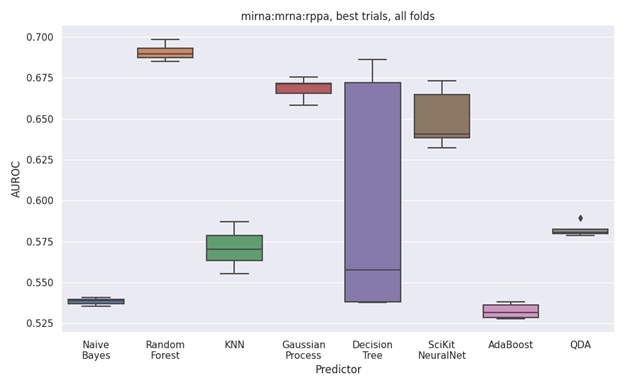 mirna:mrna:rppa, best trials, all folds
0.700
0.675
0.650
0.625
0.600
0.575
0.550
0.525
AUROC
Naive
Bayes
Random
Forest
KNN
Gaussian
Process
Decision
Tree
SciKit
NeuralNet
AdaBoost
QDA
Predictor